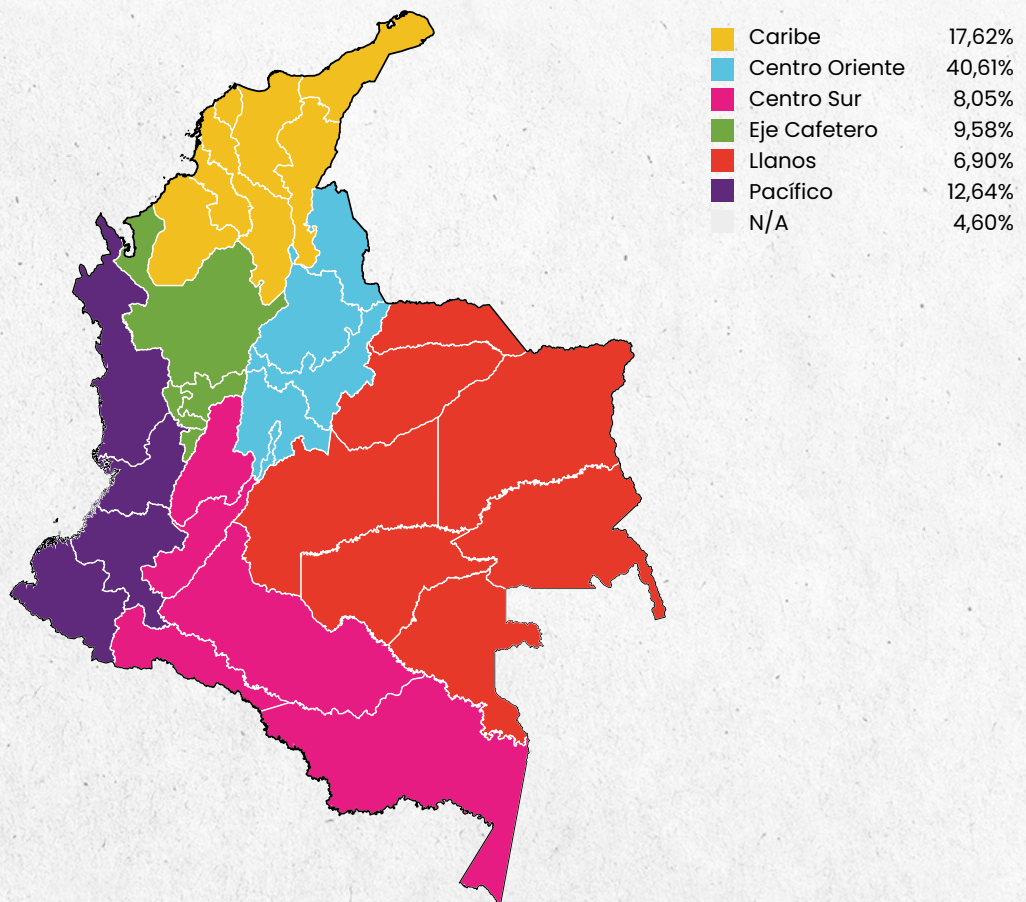 Caribe 17,62%
Centro Oriente 40,61%
Centro Sur 8,05%
Eje Cafetero 9,58%
Llanos 6,90%
Pacífico 12,64%
N/A 4,60%